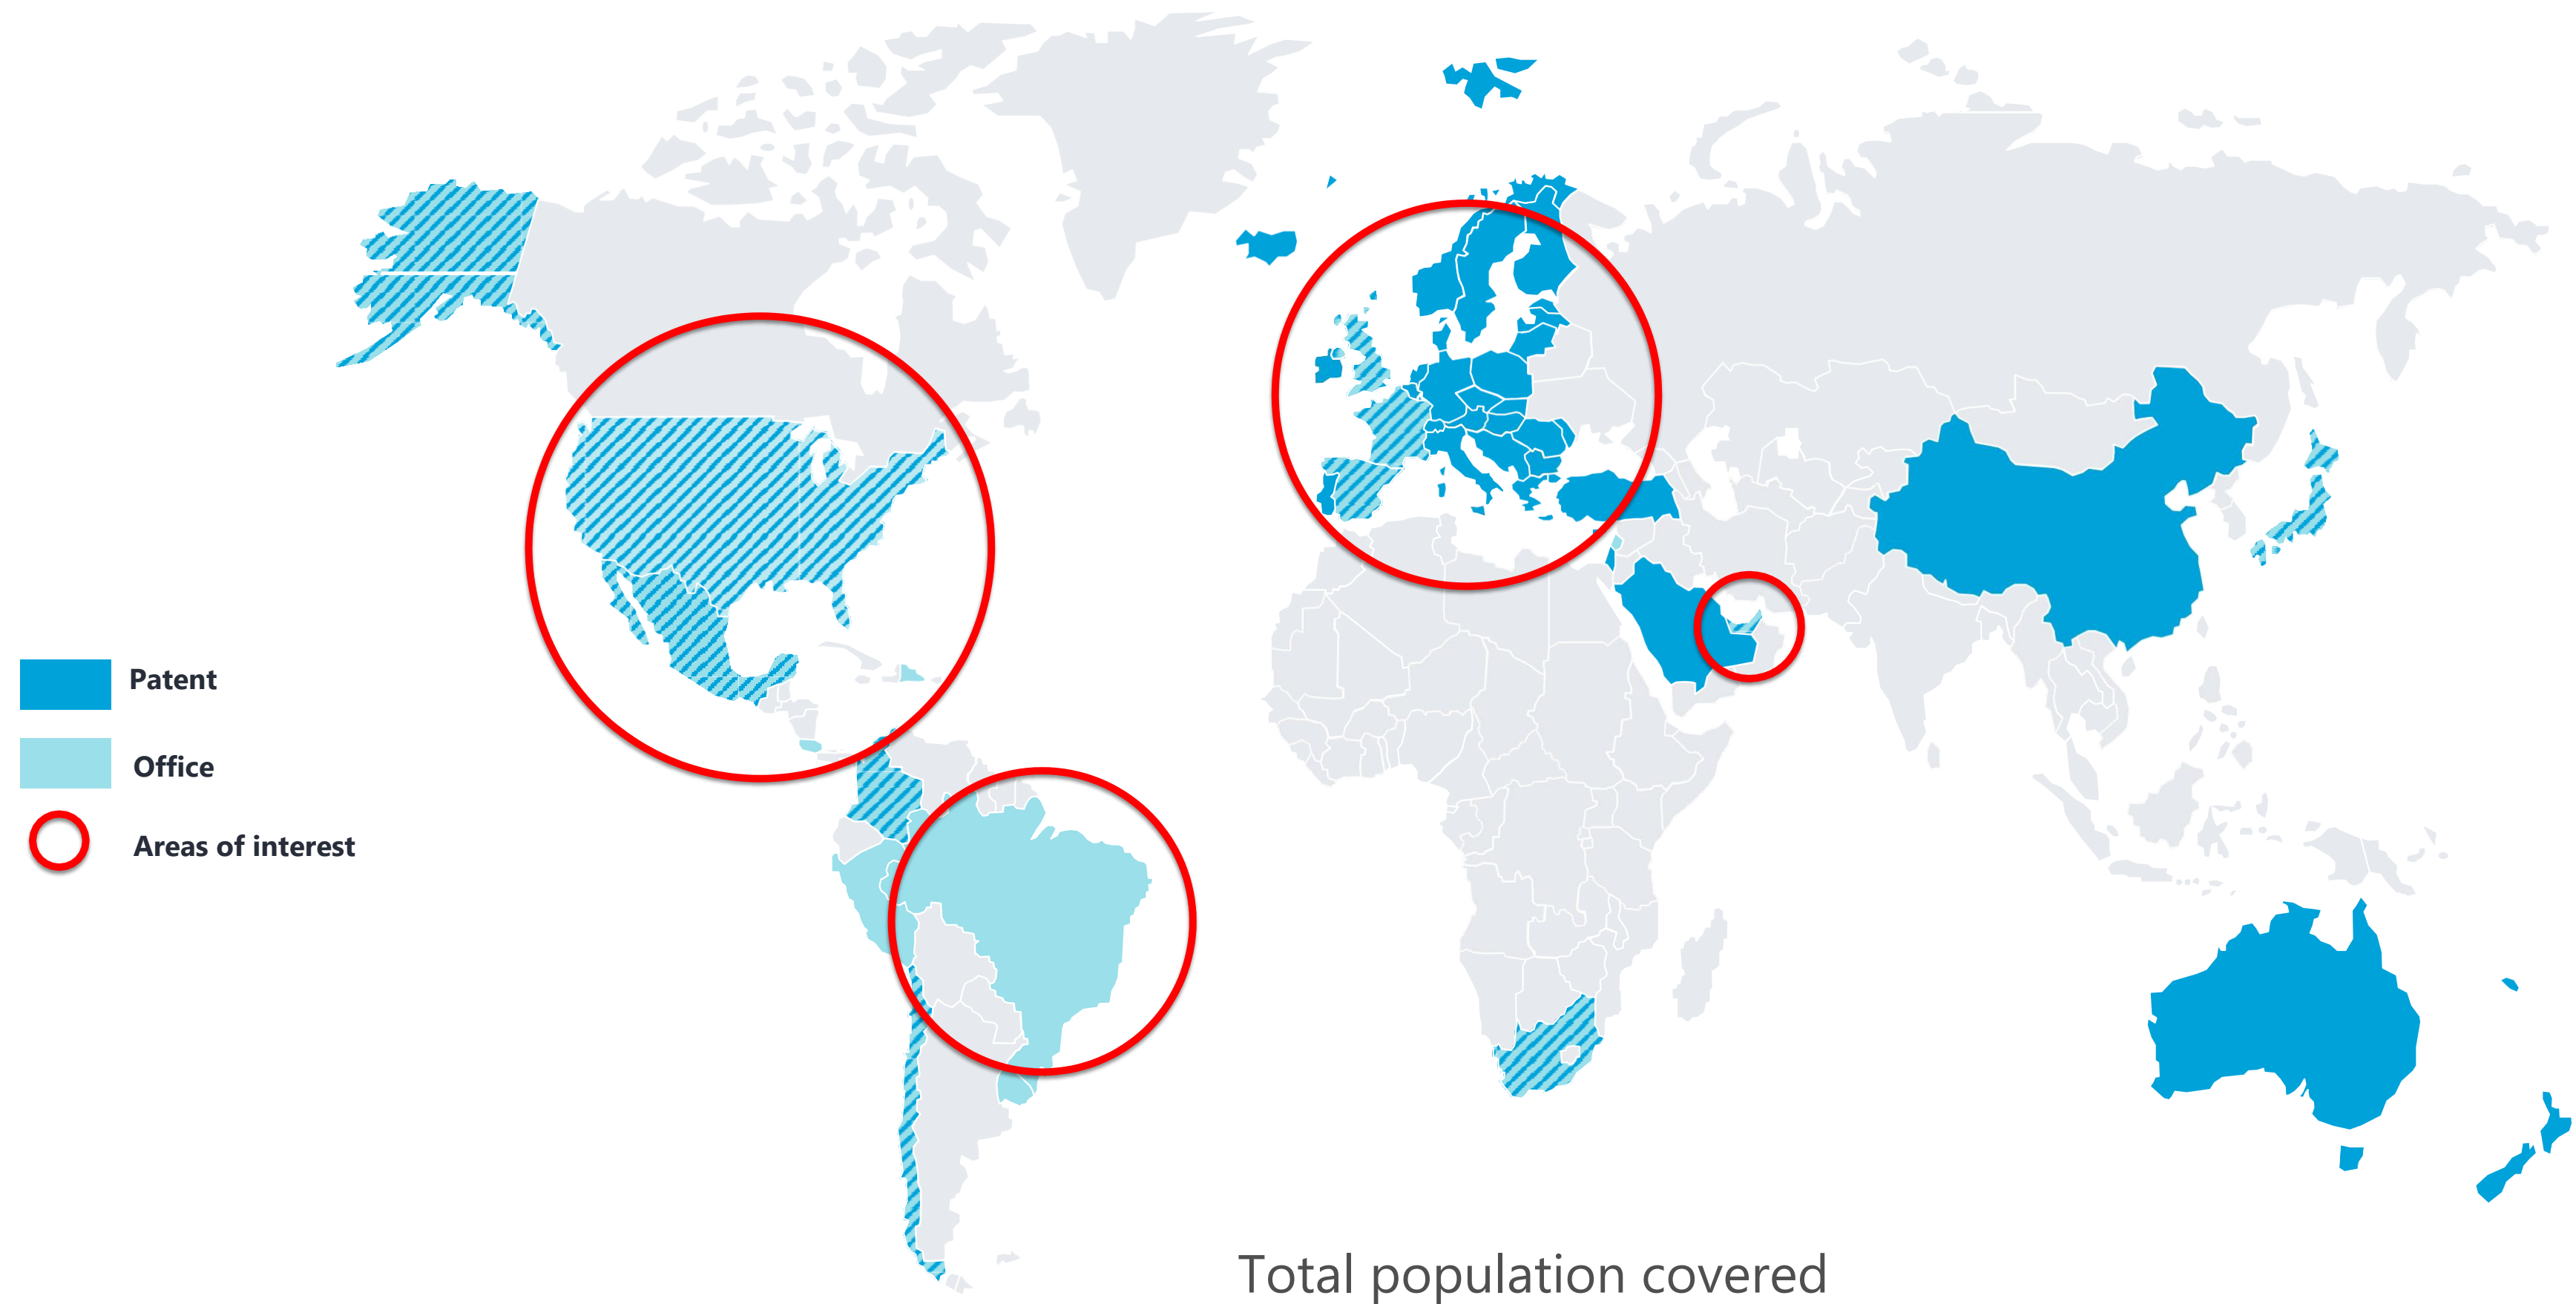 Patent
Office
Areas of interest
Total population covered